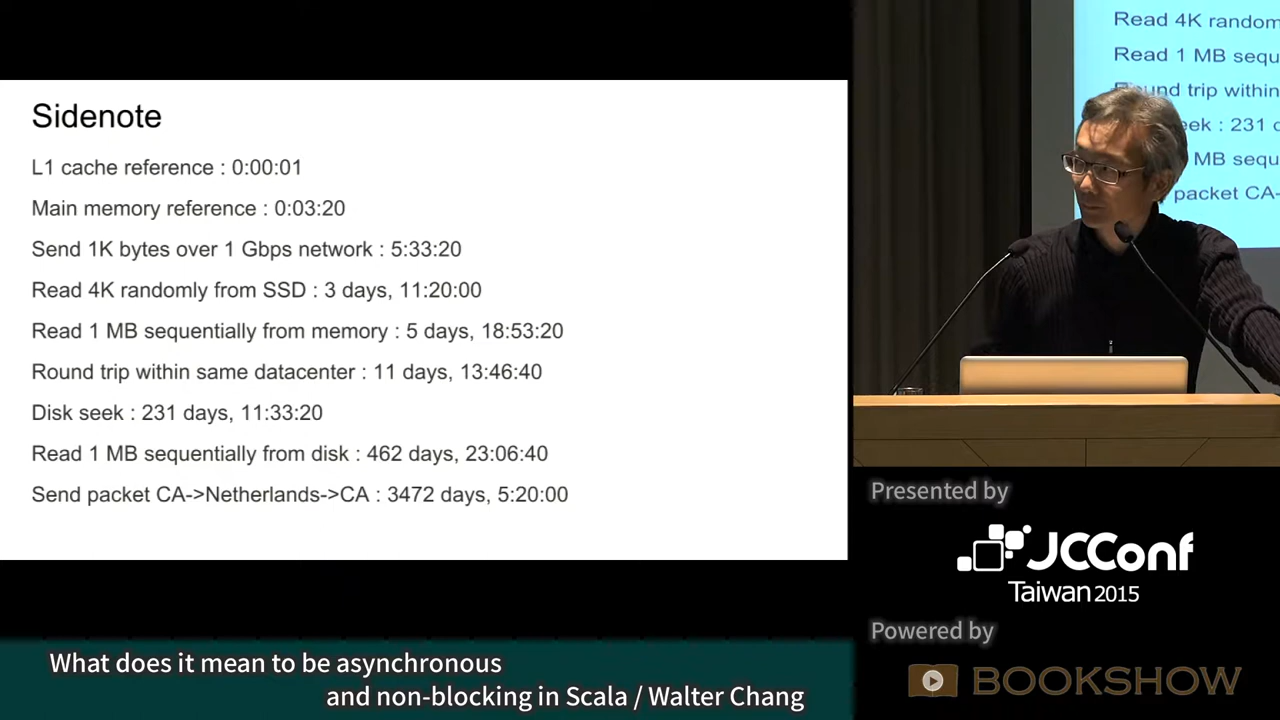 Sidenote
L1 cache reference : 0:00:01
Main memory reference : 0:03:20
Send 1K bytes over 1 Gbps network : 5:33:20
Read 4K randomly from SSD : 3 days, 11:20:00
Read 1 MB sequentially from memory : 5 days, 18:53:20
Round trip within same datacenter : 11 days, 13:46:40
Disk seek : 231 days, 11:33:20
Read 1 MB sequentially from disk : 462 days, 23:06:40
Send packet CA->Netherlands->CA : 3472 days, 5:20:00
Read 4K random
Read 1 MB sequ
Round trip within
eek : 231 d
MB sequ
packet CA-
Presented by
JCConf
Taiwan 2015
Powered by
BOOKSHOW
What does it mean to be asynchronous
and non-blocking in Scala / Walter Chang